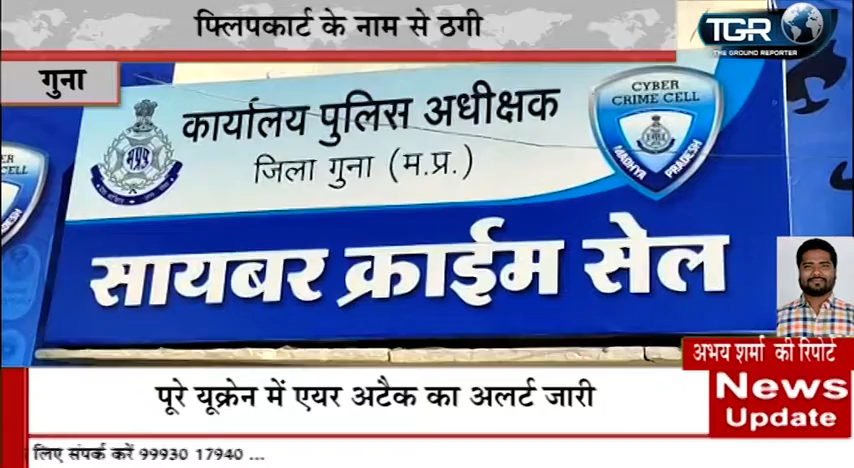 फ्लिपकार्ट के नाम से ठगी
TGR
THE GROUND REPORTER
गुना
कार्यालय पुलिस अधीक्षक
जिला गुना (म.प्र.)
CYBER
CRIME CELL
MADHYA PRADESH
सायबर क्राईम सेल
अभय शर्मा की रिपोर्ट
पूरे यूक्रेन में एयर अटैक का अलर्ट जारी
News
Update
लिए संपर्क करें 99930 17940 ...